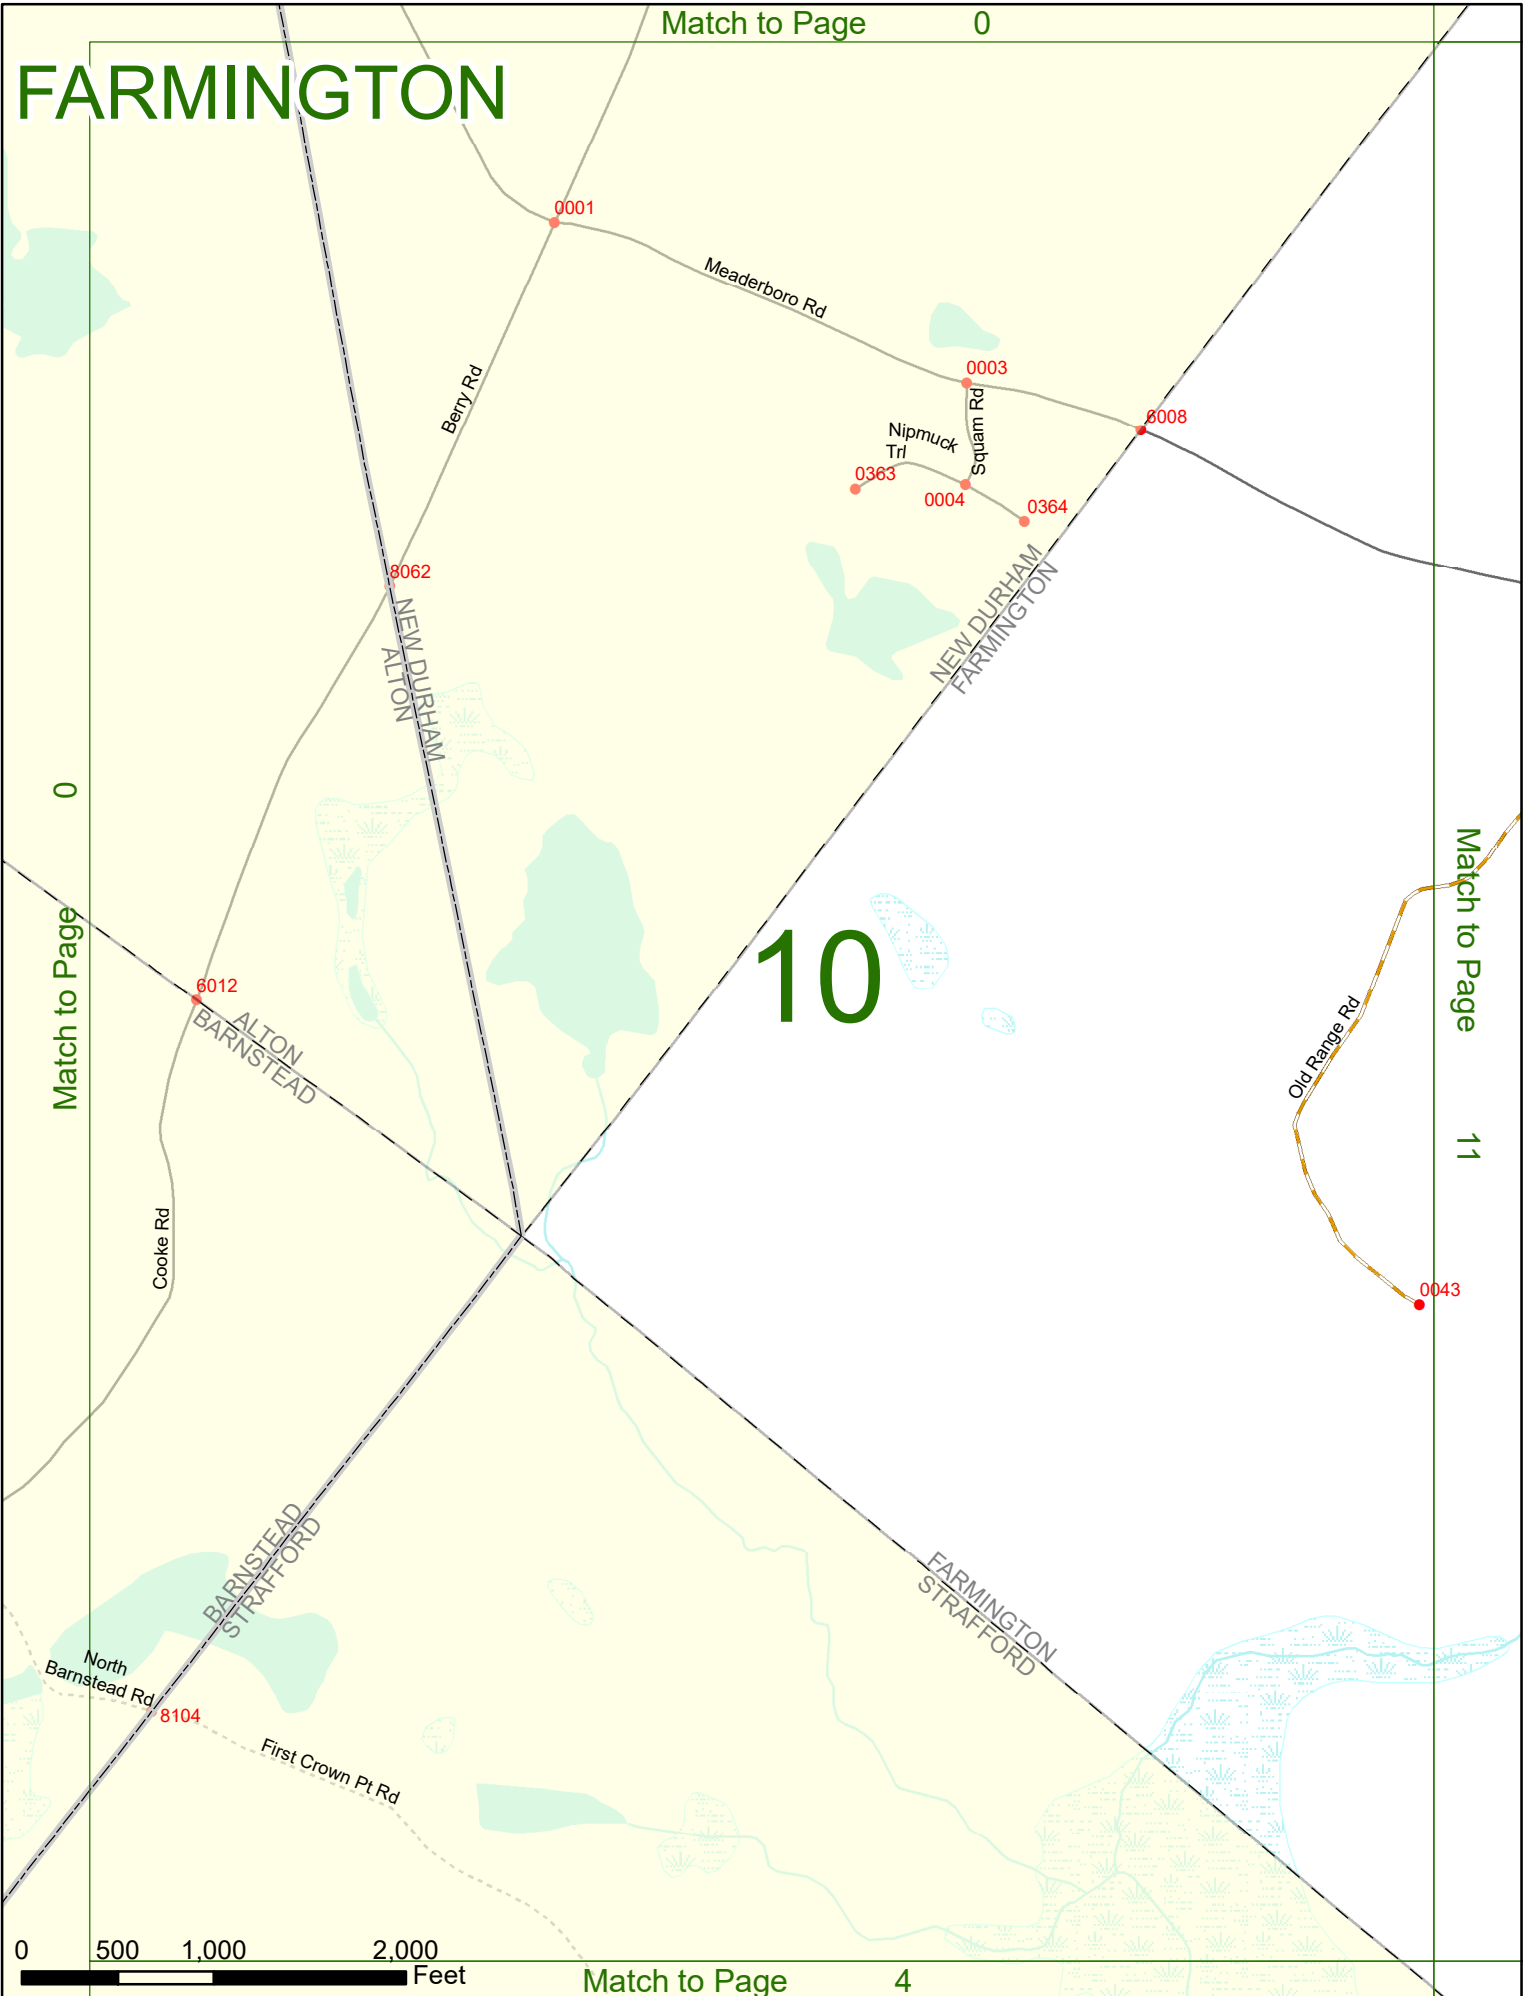 Match to Page 0
FARMINGTON
0001
Meaderboro Rd
0003
Berry Rd
6008
Squam Rd
Nipmuck
Trl
0363
0004
0364
8062
NEW DURHAM
FARMINGTON
NEW DURHAM
ALTON
0
Match to Page
Match to Page
11
10
6012
ALTON
BARNSTEAD
Old Range Rd
Cooke Rd
0043
BARNSTEAD
STRAFFORD
FARMINGTON
STRAFFORD
North
Barnstead Rd
8104
First Crown Pt Rd
0 500 1,000 2,000
Feet
Match to Page 4